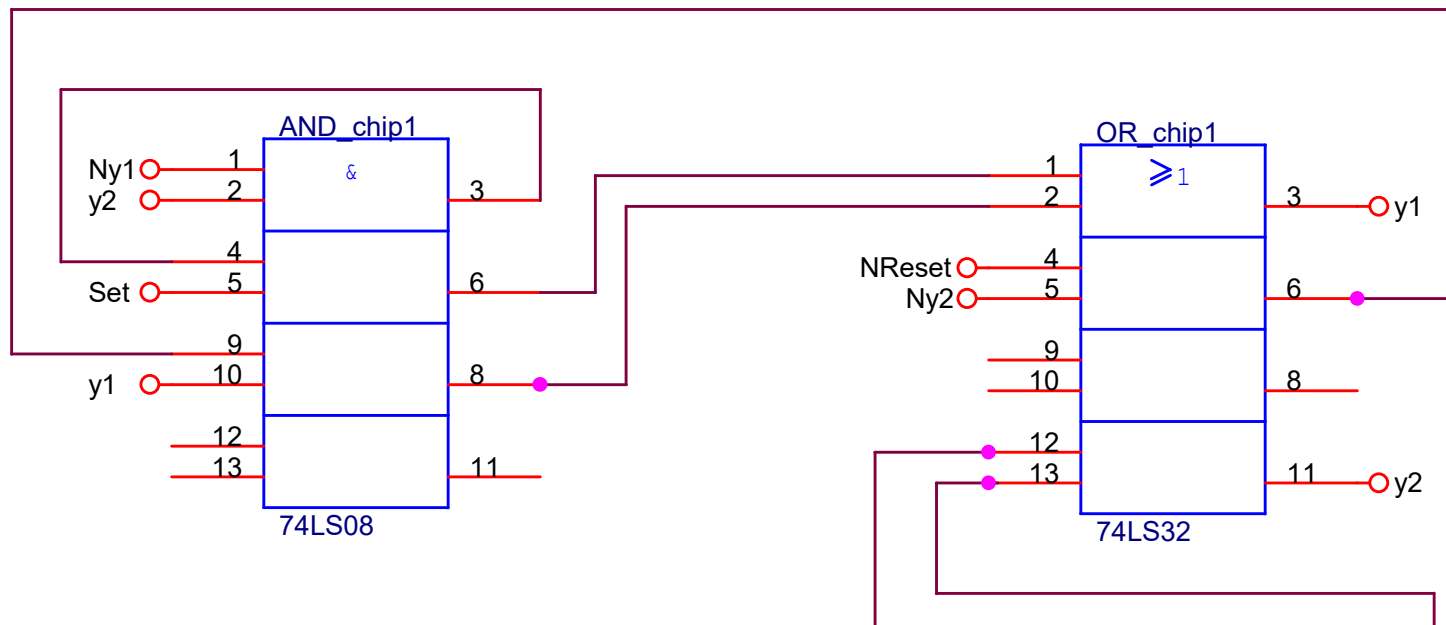 AND_chip1
Ny1 1
&
y2 2 3
4
Set 5 6
9
y1 10 8
12
13 11
74LS08
OR_chip1
1 ⩾1
2 3 y1
NReset 4
Ny2 5 6
9
10 8
12
13 11 y2
74LS32